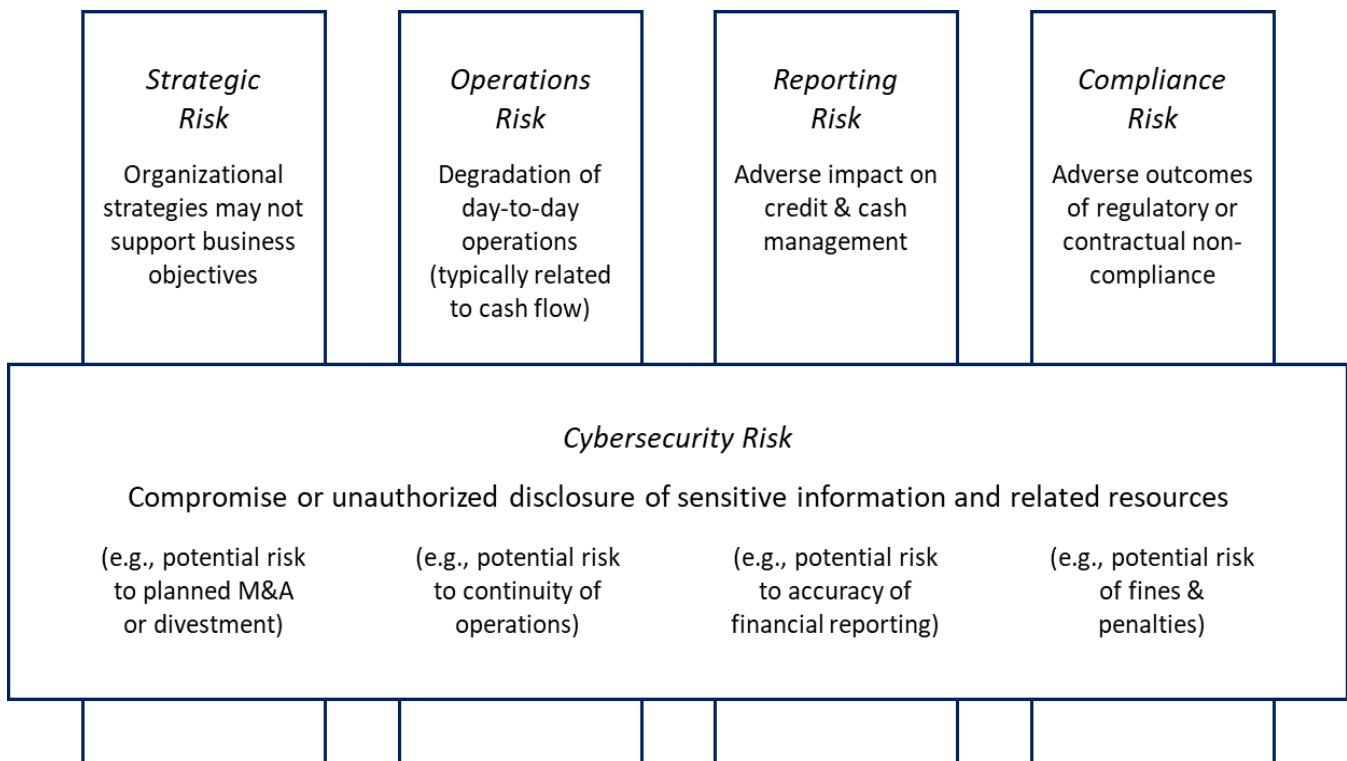 Strategic
Risk
Organizational
strategies may not
support business
objectives
Operations
Risk
Degradation of
day-to-day
operations
(typically related
to cash flow)
Reporting
Risk
Adverse impact on
credit & cash
management
Compliance
Risk
Adverse outcomes
of regulatory or
contractual non-
compliance
Cybersecurity Risk
Compromise or unauthorized disclosure of sensitive information and related resources
(e.g., potential risk
to planned M&A
or divestment)
(e.g., potential risk
to continuity of
operations)
(e.g., potential risk
to accuracy of
financial reporting)
(e.g., potential risk
of fines &
penalties)